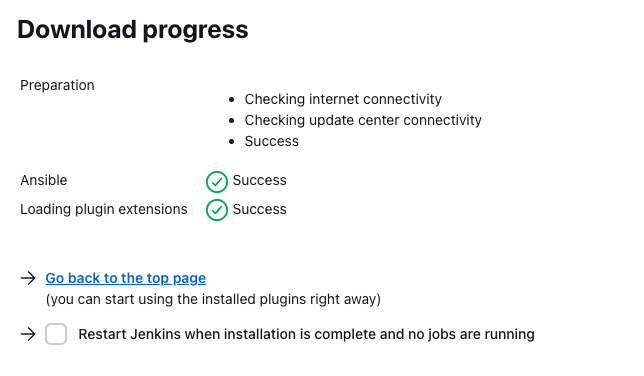 Download progress
Preparation
Checking internet connectivity
Checking update center connectivity
Success
Ansible Success
Loading plugin extensions Success
Go back to the top page
(you can start using the installed plugins right away)
Restart Jenkins when installation is complete and no jobs are running